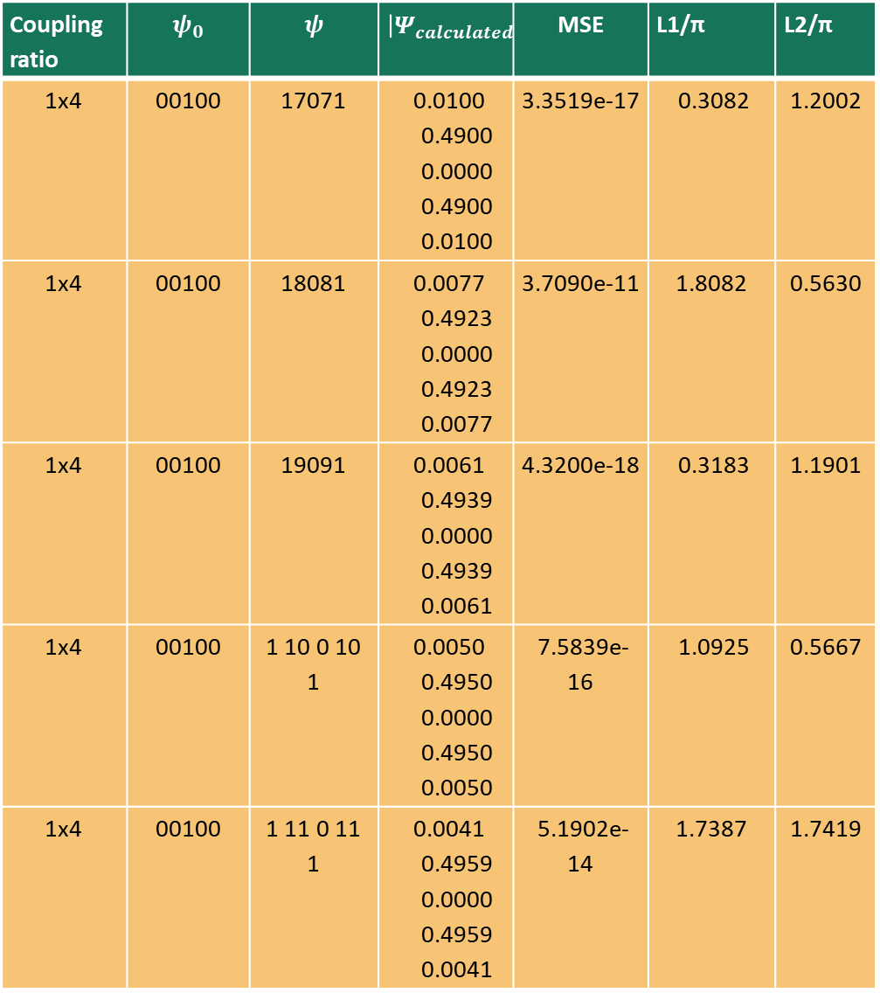 Coupling ratio ψ₀ ψ |Ψcalculated MSE L1/π L2/π
1x4 00100 17071 0.0100 3.3519e-17 0.3082 1.2002
0.4900
0.0000
0.4900
0.0100
1x4 00100 18081 0.0077 3.7090e-11 1.8082 0.5630
0.4923
0.0000
0.4923
0.0077
1x4 00100 19091 0.0061 4.3200e-18 0.3183 1.1901
0.4939
0.0000
0.4939
0.0061
1x4 00100 1 10 0 10 0.0050 7.5839e- 1.0925 0.5667
1 0.4950 16
0.0000
0.4950
0.0050
1x4 00100 1 11 0 11 0.0041 5.1902e- 1.7387 1.7419
1 0.4959 14
0.0000
0.4959
0.0041